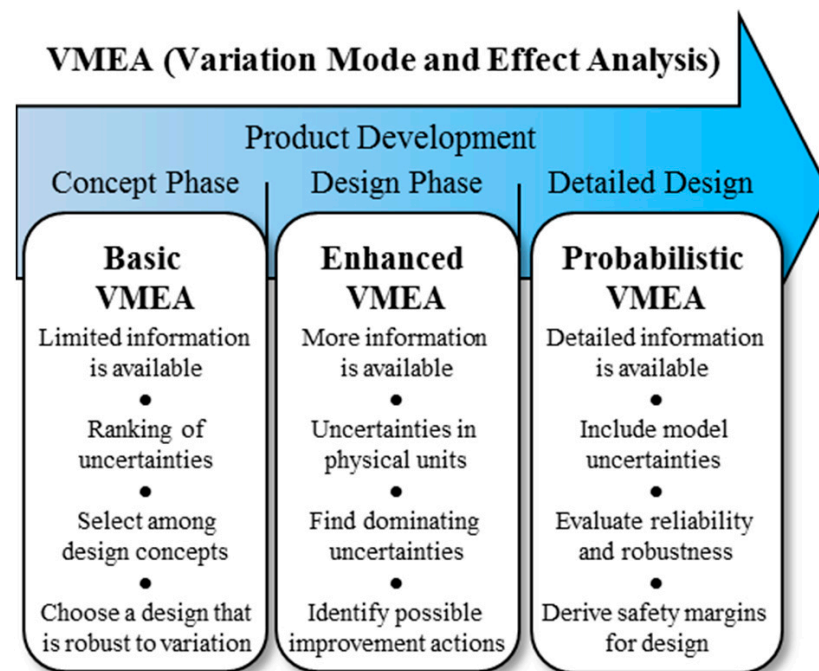 VMEA (Variation Mode and Effect Analysis)
Product Development
Concept Phase
Design Phase
Detailed Design
Basic
VMEA
Limited information
is available
•
Ranking of
uncertainties
•
Select among
design concepts
•
Choose a design that
is robust to variation
Enhanced
VMEA
More information
is available
•
Uncertainties in
physical units
•
Find dominating
uncertainties
•
Identify possible
improvement actions
Probabilistic
VMEA
Detailed information
is available
•
Include model
uncertainties
•
Evaluate reliability
and robustness
•
Derive safety margins
for design